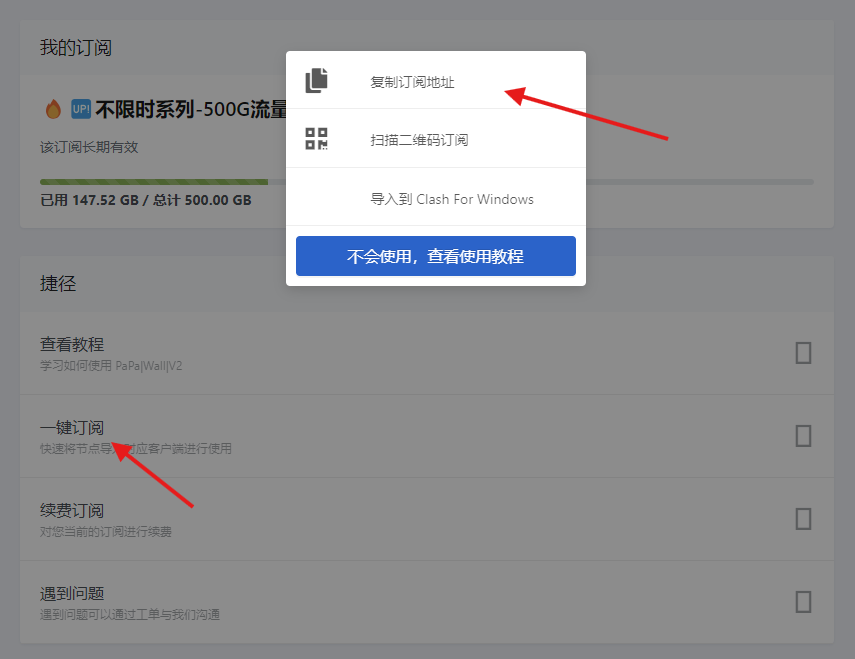 我的订阅
UP! 不限时系列-500G流量
该订阅长期有效
已用 147.52 GB / 总计 500.00 GB
复制订阅地址
扫描二维码订阅
导入到 Clash For Windows
不会使用，查看使用教程
捷径
查看教程
学习如何使用 PaPa|Wall|V2
一键订阅
快速将节点导入对应客户端进行使用
续费订阅
对您当前的订阅进行续费
遇到问题
遇到问题可以通过工单与我们沟通